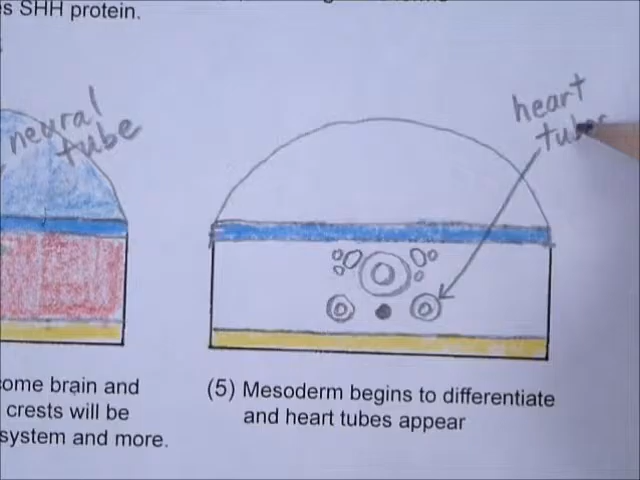 s SHH protein.
neural
tube
heart
tubes
come brain and
crests will be
system and more.
(5) Mesoderm begins to differentiate
and heart tubes appear